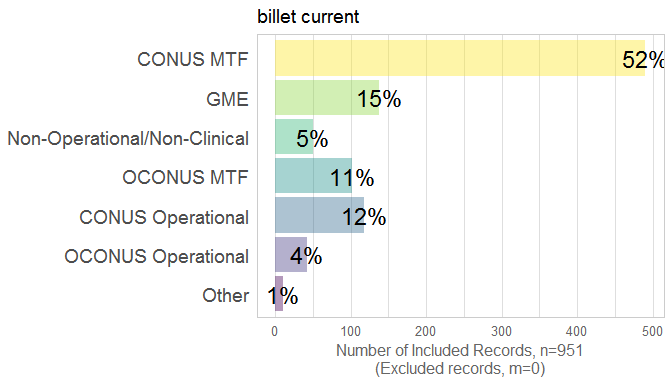 billet current
CONUS MTF 52%
GME 15%
Non-Operational/Non-Clinical 5%
OCONUS MTF 11%
CONUS Operational 12%
OCONUS Operational 4%
Other 1%
0 100 200 300 400 500
Number of Included Records, n=951
(Excluded records, m=0)